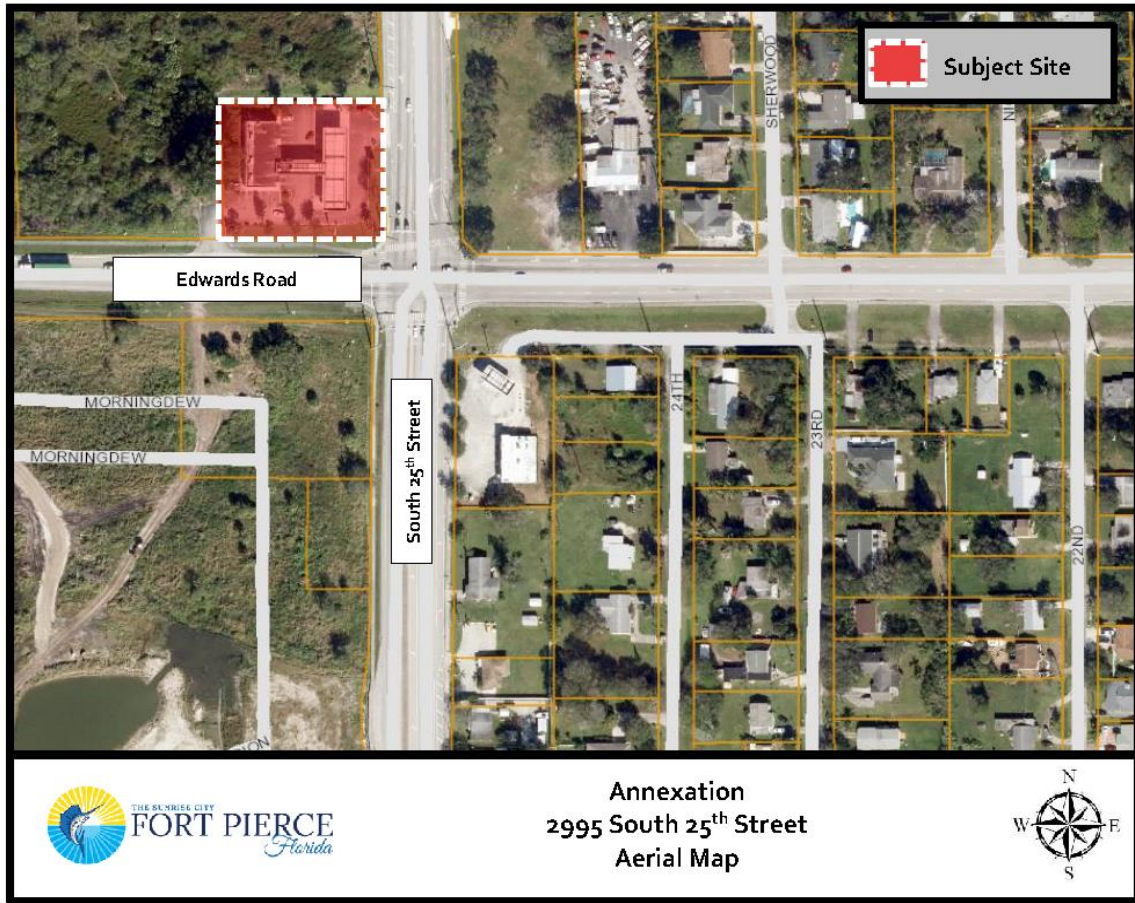 Subject Site
SHERWOOD
Edwards Road
MORNINGDEW
MORNINGDEW
South 25th Street
24TH
23RD
22ND
THE SUNRISE CITY
FORT PIERCE
Florida
Annexation
2995 South 25th Street
Aerial Map
N
W
E
S